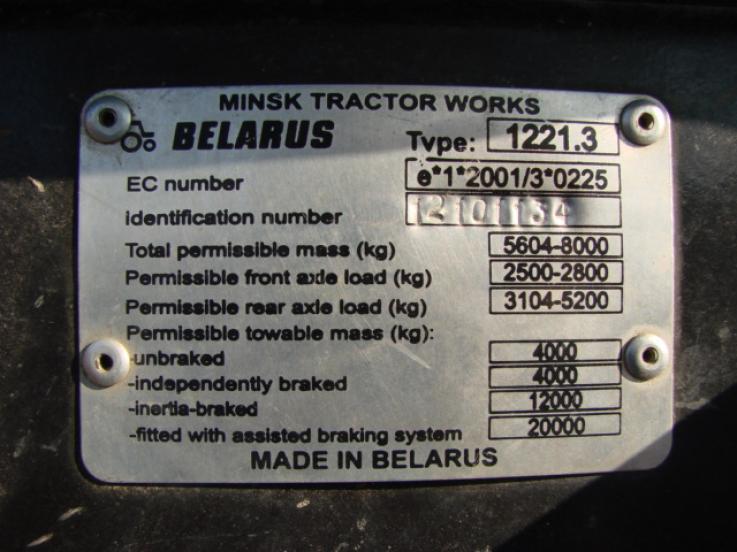 MINSK TRACTOR WORKS
BELARUS Type: 1221.3
EC number e*1*2001/3*0225
identification number 12101134
Total permissible mass (kg) 5604-8000
Permissible front axle load (kg) 2500-2800
Permissible rear axle load (kg) 3104-5200
Permissible towable mass (kg):
-unbraked 4000
-independently braked 4000
-inertia-braked 12000
-fitted with assisted braking system 20000
MADE IN BELARUS